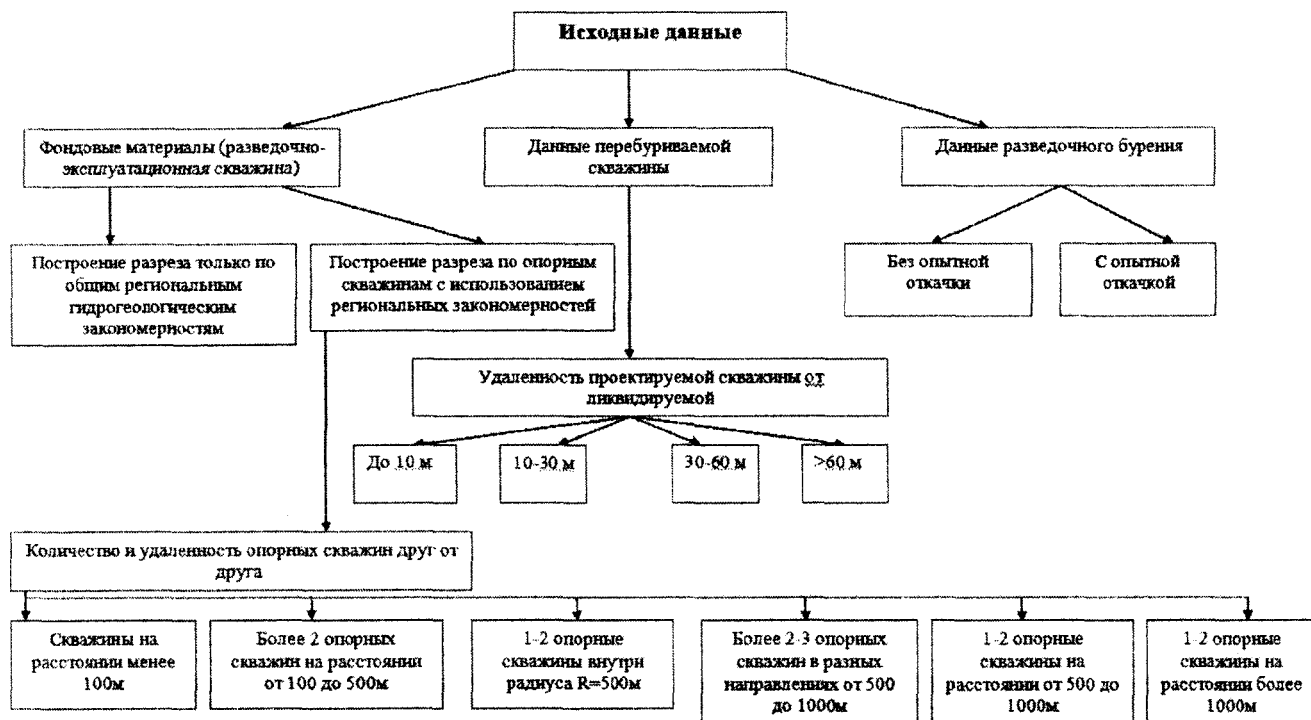 Исходные данные
Фондовые материалы (разведочно-
эксплуатационная скважина)
Данные перебуриваемой
скважины
Данные разведочного бурения
Построение разреза только по
общим региональным
гидрогеологическим
закономерностям
Построение разреза по опорным
скважинам с использованием
региональных закономерностей
Без опытной
откачки
С опытной
откачкой
Удаленность проектируемой скважины от
ликвидируемой
До 10 м
10-30 м
30-60 м
>60 м
Количество и удаленность опорных скважин друг от
друга
Скважины на
расстоянии менее
100м
Более 2 опорных
скважин на расстоянии
от 100 до 500м
1-2 опорные
скважины внутри
радиуса R=500м
Более 2-3 опорных
скважин в разных
направлениях от 500
до 1000м
1-2 опорные
скважины на
расстоянии от 500 до
1000м
1-2 опорные
скважины на
расстоянии более
1000м